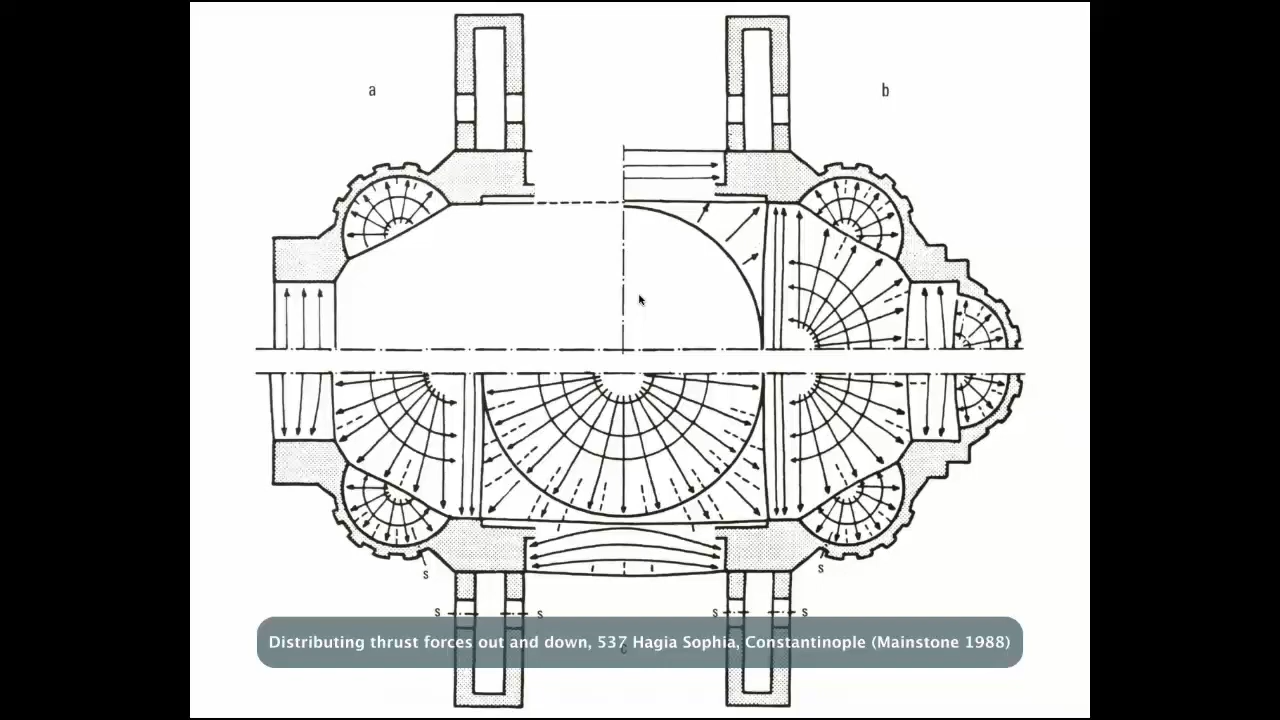 a
b
s
s
s
s
s
s
Distributing thrust forces out and down, 537 Hagia Sophia, Constantinople (Mainstone 1988)
c